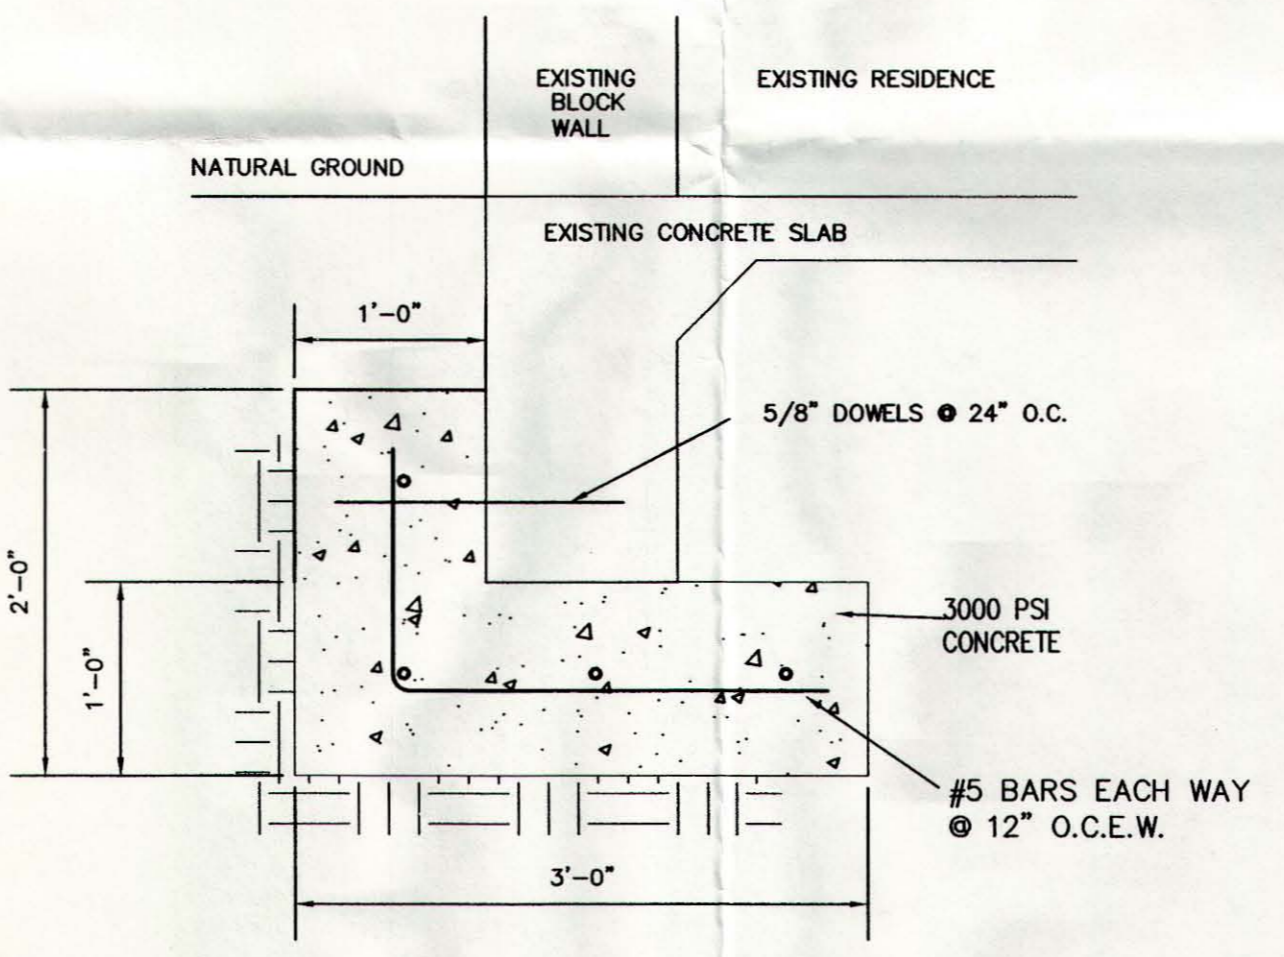 EXISTING
BLOCK
WALL
EXISTING RESIDENCE
NATURAL GROUND
EXISTING CONCRETE SLAB
1'-0"
5/8" DOWELS @ 24" O.C.
2'-0"
1'-0"
3000 PSI
CONCRETE
#5 BARS EACH WAY
@ 12" O.C.E.W.
3'-0"